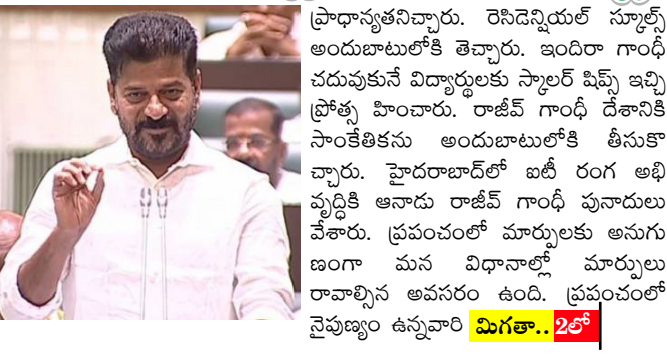 ప్రాధాన్యతనిచ్చారు. రెసిడెన్షియల్ స్కూల్స్
అందుబాటులోకి తెచ్చారు. ఇందిరా గాంధీ
చదువుకునే విద్యార్థులకు స్కాలర్ షిప్స్ ఇచ్చి
ప్రోత్స హించారు. రాజీవ్ గాంధీ దేశానికి
సాంకేతికను అందుబాటులోకి తీసుకొ
చ్చారు. హైదరాబాద్‌లో ఐటీ రంగ అభి
వృద్ధికి ఆనాడు రాజీవ్ గాంధీ పునాదులు
వేశారు. ప్రపంచంలో మార్పులకు అనుగు
ణంగా మన విధానాల్లో మార్పులు
రావాల్సిన అవసరం ఉంది. ప్రపంచంలో
నైపుణ్యం ఉన్నవారి మిగతా.. 2లో